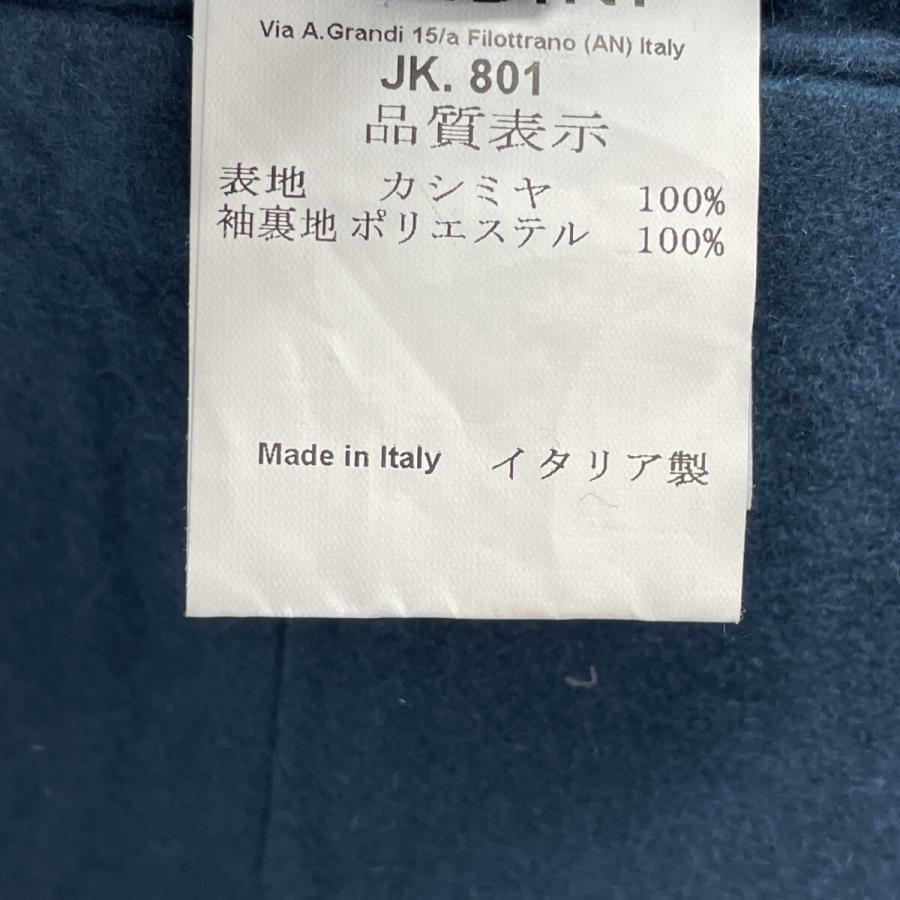 Via A.Grandi 15/a Filottrano (AN) Italy
JK. 801
品質表示
表地 カシミヤ 100%
袖裏地 ポリエステル 100%
Made in Italy イタリア製